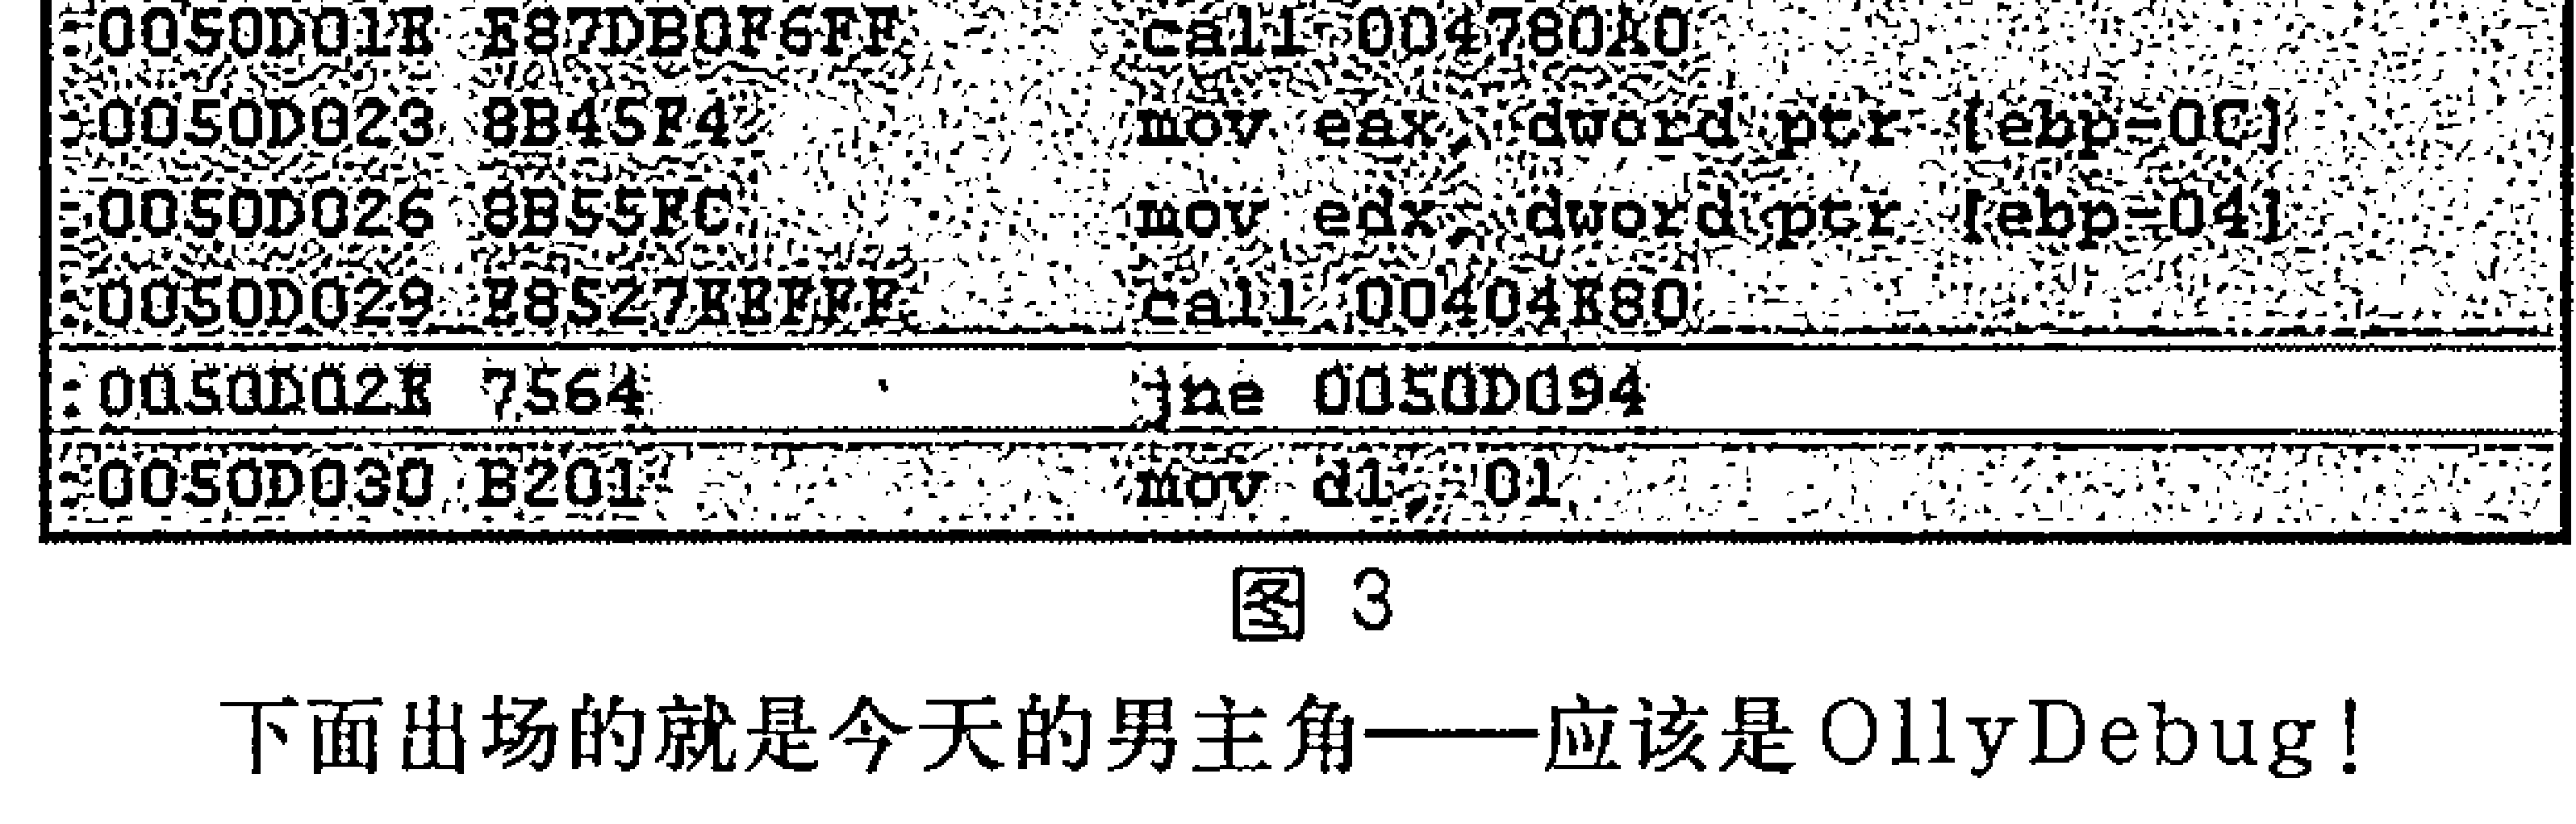 :0050D01E E87DB0F6FF call 004780A0
:0050D023 8B45F4 mov eax, dword ptr [ebp-0C]
:0050D026 8B55FC mov edx, dword ptr [ebp-04]
:0050D029 E8527EEFFF call 00404E80
:0050D02E 7564 jne 0050D094
:0050D030 B201 mov dl, 01
图 3
下面出场的就是今天的男主角——应该是OllyDebug!